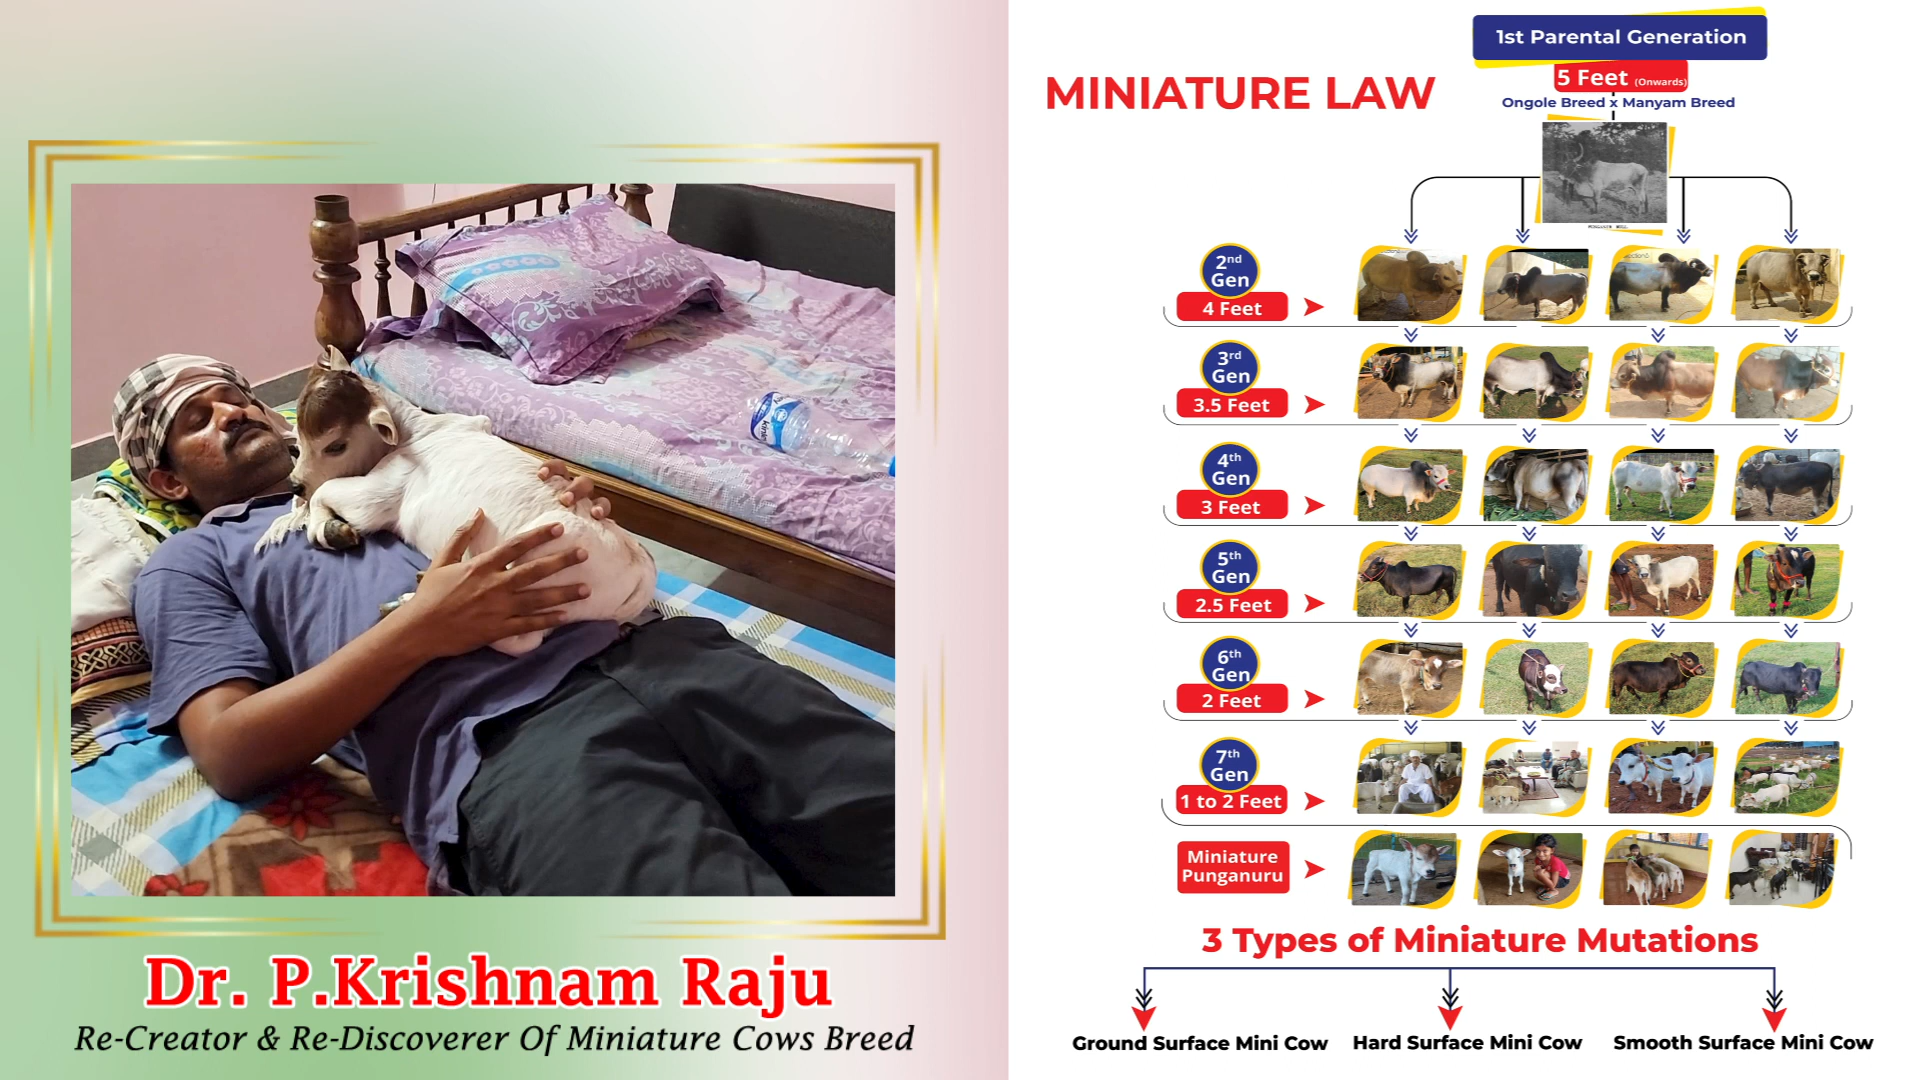 Dr. P.Krishnam Raju
Re-Creator & Re-Discoverer Of Miniature Cows Breed
MINIATURE LAW
1st Parental Generation
5 Feet (Onwards)
Ongole Breed x Manyam Breed
2nd
Gen
4 Feet
3rd
Gen
3.5 Feet
4th
Gen
3 Feet
5th
Gen
2.5 Feet
6th
Gen
2 Feet
7th
Gen
1 to 2 Feet
Miniature
Punganuru
3 Types of Miniature Mutations
Ground Surface Mini Cow
Hard Surface Mini Cow
Smooth Surface Mini Cow